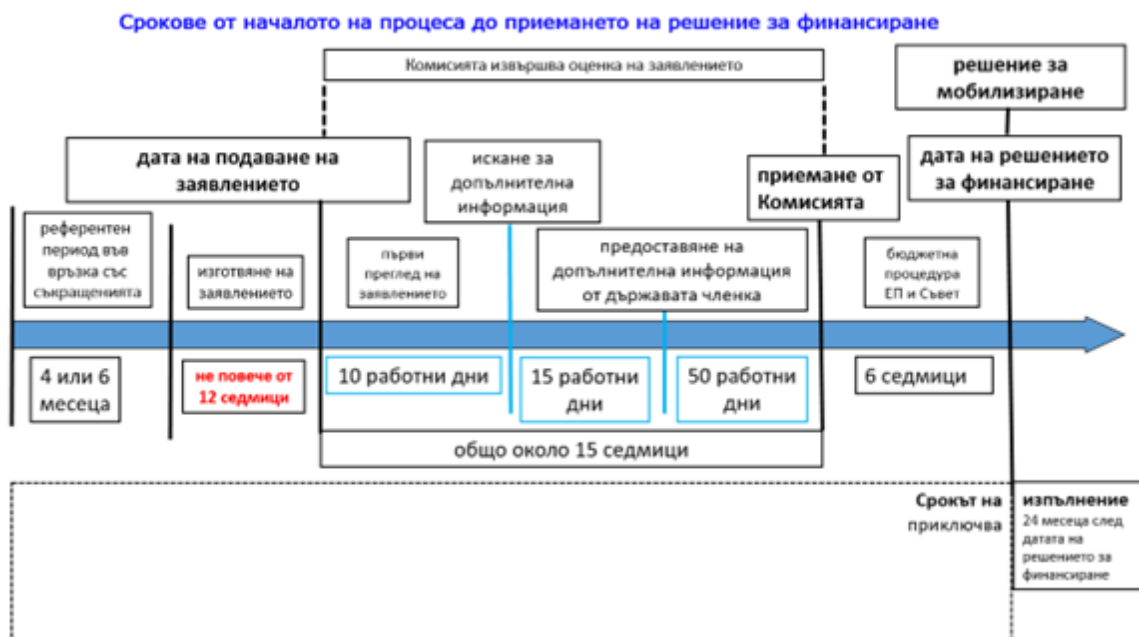 Срокове от началото на процеса до приемането на решение за финансиране
Комисията извършва оценка на заявлението
решение за
мобилизиране
дата на подаване на
заявлението
искане за
допълнителна
информация
приемане от
Комисията
дата на решението
за финансиране
референтен
период във
връзка със
съкращенията
изготвяне на
заявлението
първи
преглед на
заявлението
предоставяне на
допълнителна информация
от държавата членка
бюджетна
процедура
ЕП и Съвет
4 или 6
месеца
не повече от
12 седмици
10 работни дни
15 работни
дни
50 работни
дни
6 седмици
общо около 15 седмици
Срокът на
приключва
изпълнение
24 месеца след
датата на
решението за
финансиране